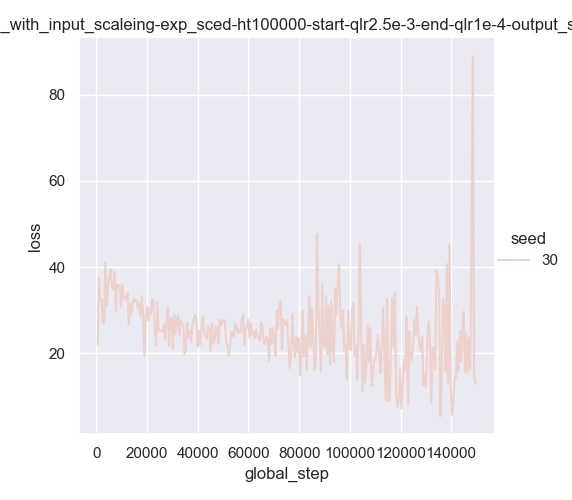 _with_input_scaleing-exp_sced-ht100000-start-qlr2.5e-3-end-qlr1e-4-output_s
80
60
40
20
loss
seed
30
0 20000 40000 60000 80000 100000 120000 140000
global_step